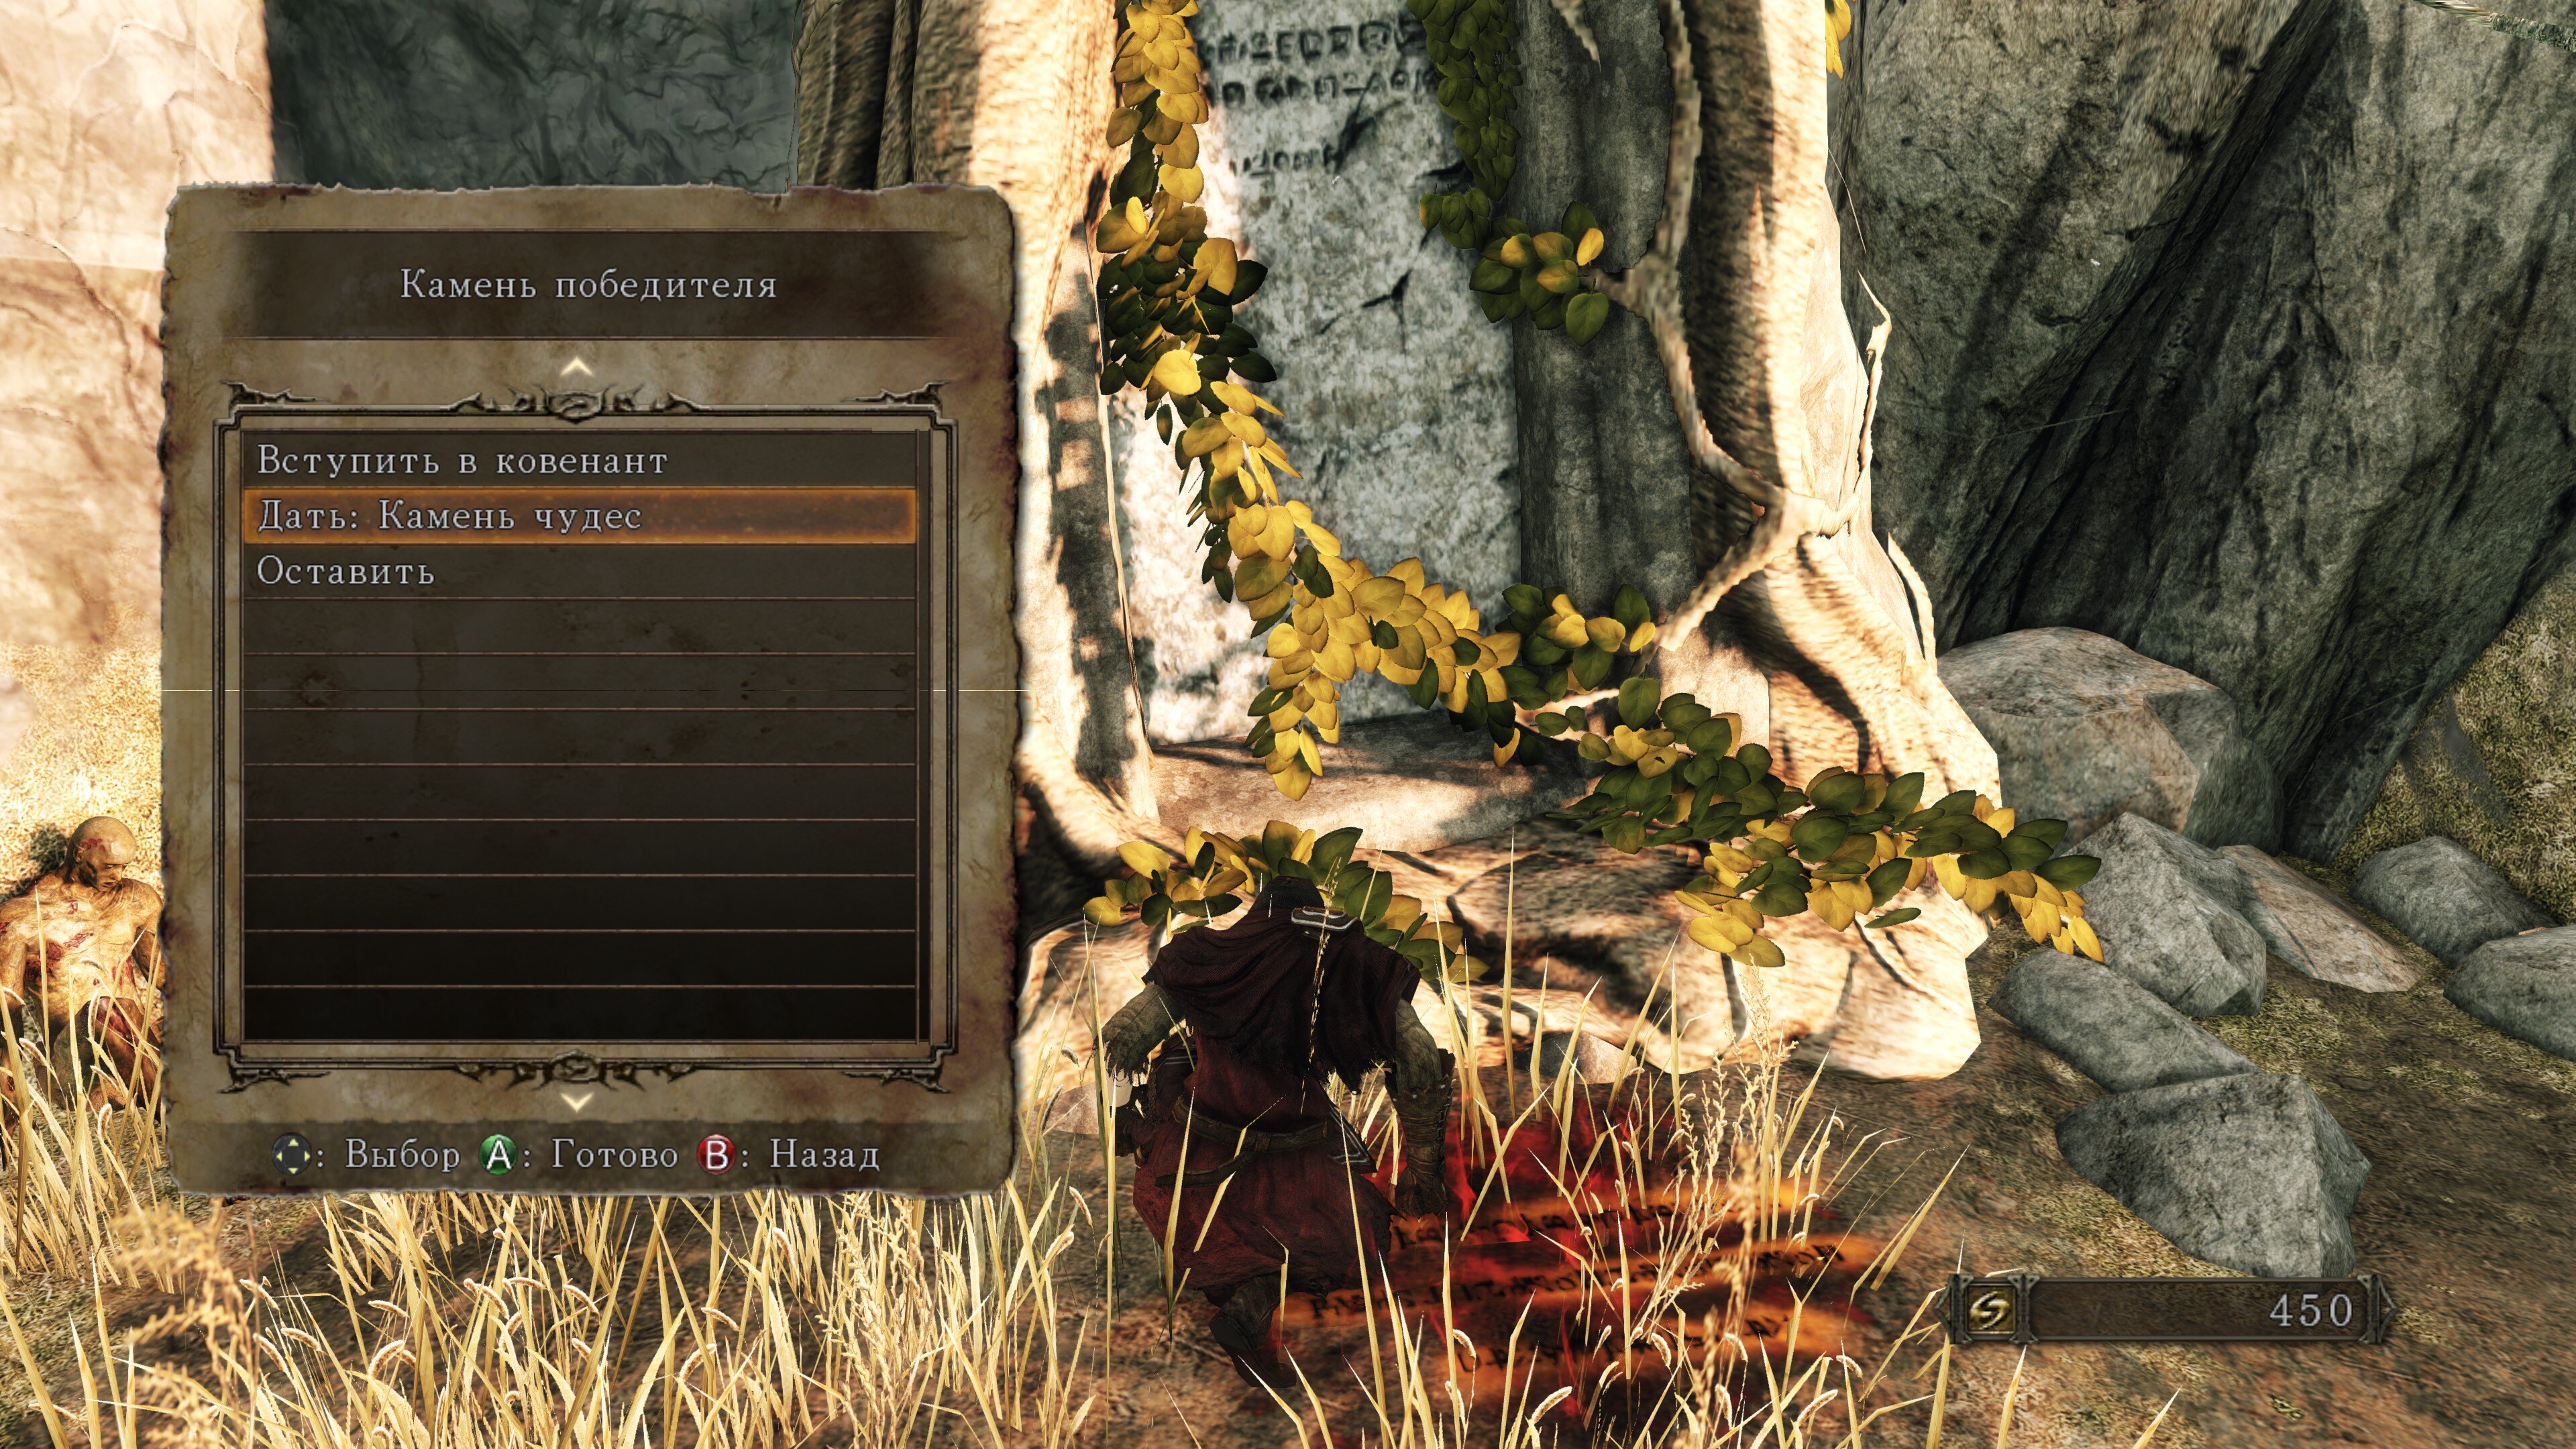 Камень победителя
Вступить в ковенант
Дать: Камень чудес
Оставить
: Выбор A: Готово B: Назад
450